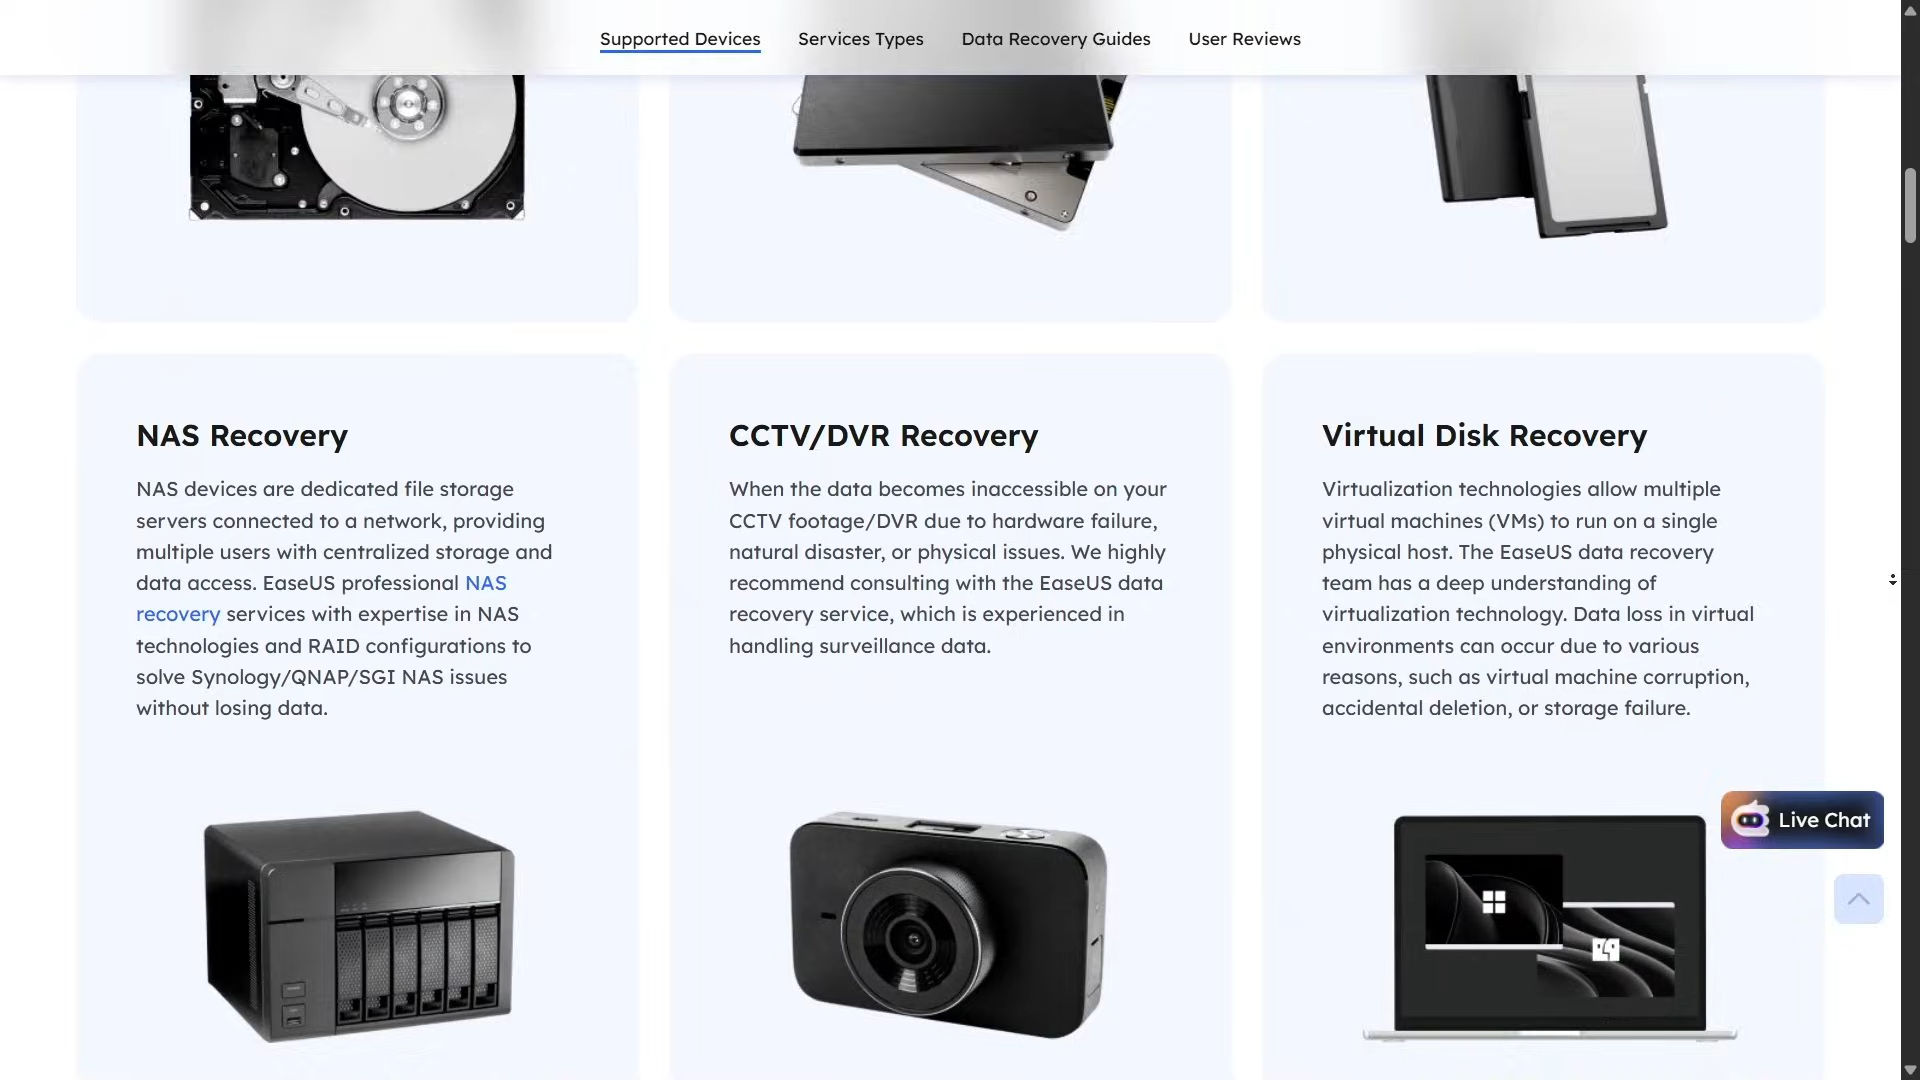 Supported Devices
Services Types
Data Recovery Guides
User Reviews
NAS Recovery
NAS devices are dedicated file storage
servers connected to a network, providing
multiple users with centralized storage and
data access. EaseUS professional NAS
recovery services with expertise in NAS
technologies and RAID configurations to
solve Synology/QNAP/SGI NAS issues
without losing data.
CCTV/DVR Recovery
When the data becomes inaccessible on your
CCTV footage/DVR due to hardware failure,
natural disaster, or physical issues. We highly
recommend consulting with the EaseUS data
recovery service, which is experienced in
handling surveillance data.
Virtual Disk Recovery
Virtualization technologies allow multiple
virtual machines (VMs) to run on a single
physical host. The EaseUS data recovery
team has a deep understanding of
virtualization technology. Data loss in virtual
environments can occur due to various
reasons, such as virtual machine corruption,
accidental deletion, or storage failure.
Live Chat